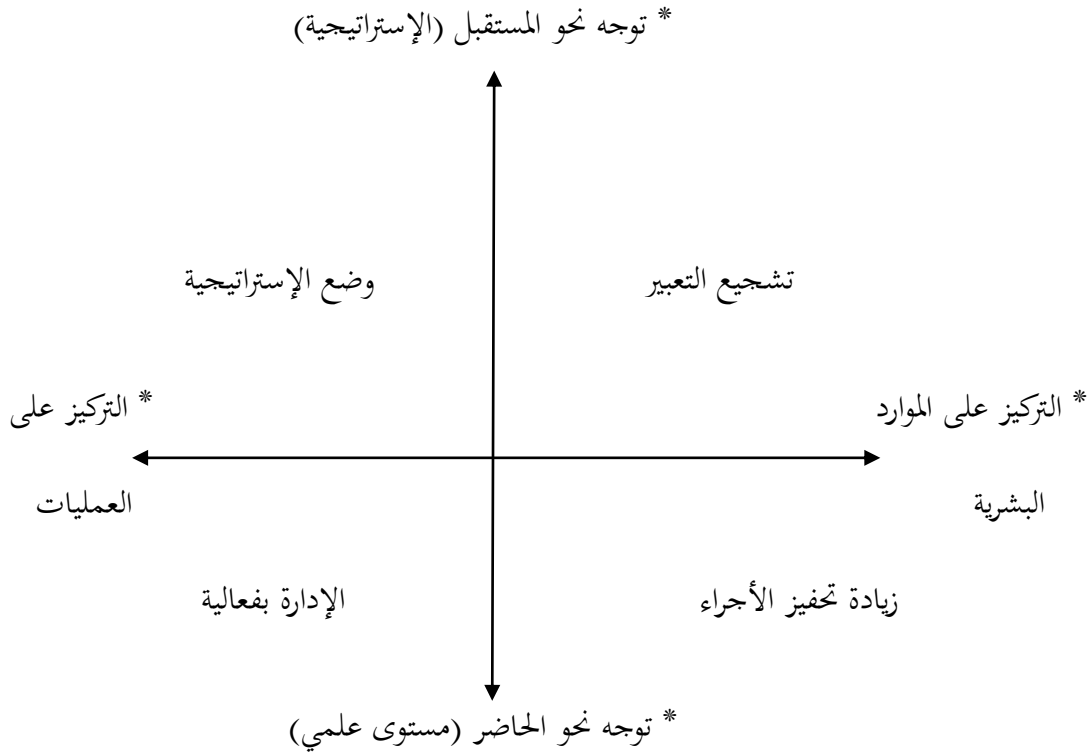 * توجه نحو المستقبل (الإستراتيجية)
تشجيع التعبير
وضع الإستراتيجية
* التركيز على الموارد
البشرية
* التركيز على
العمليات
زيادة تحفيز الأجراء
الإدارة بفعالية
* توجه نحو الحاضر (مستوى علمي)